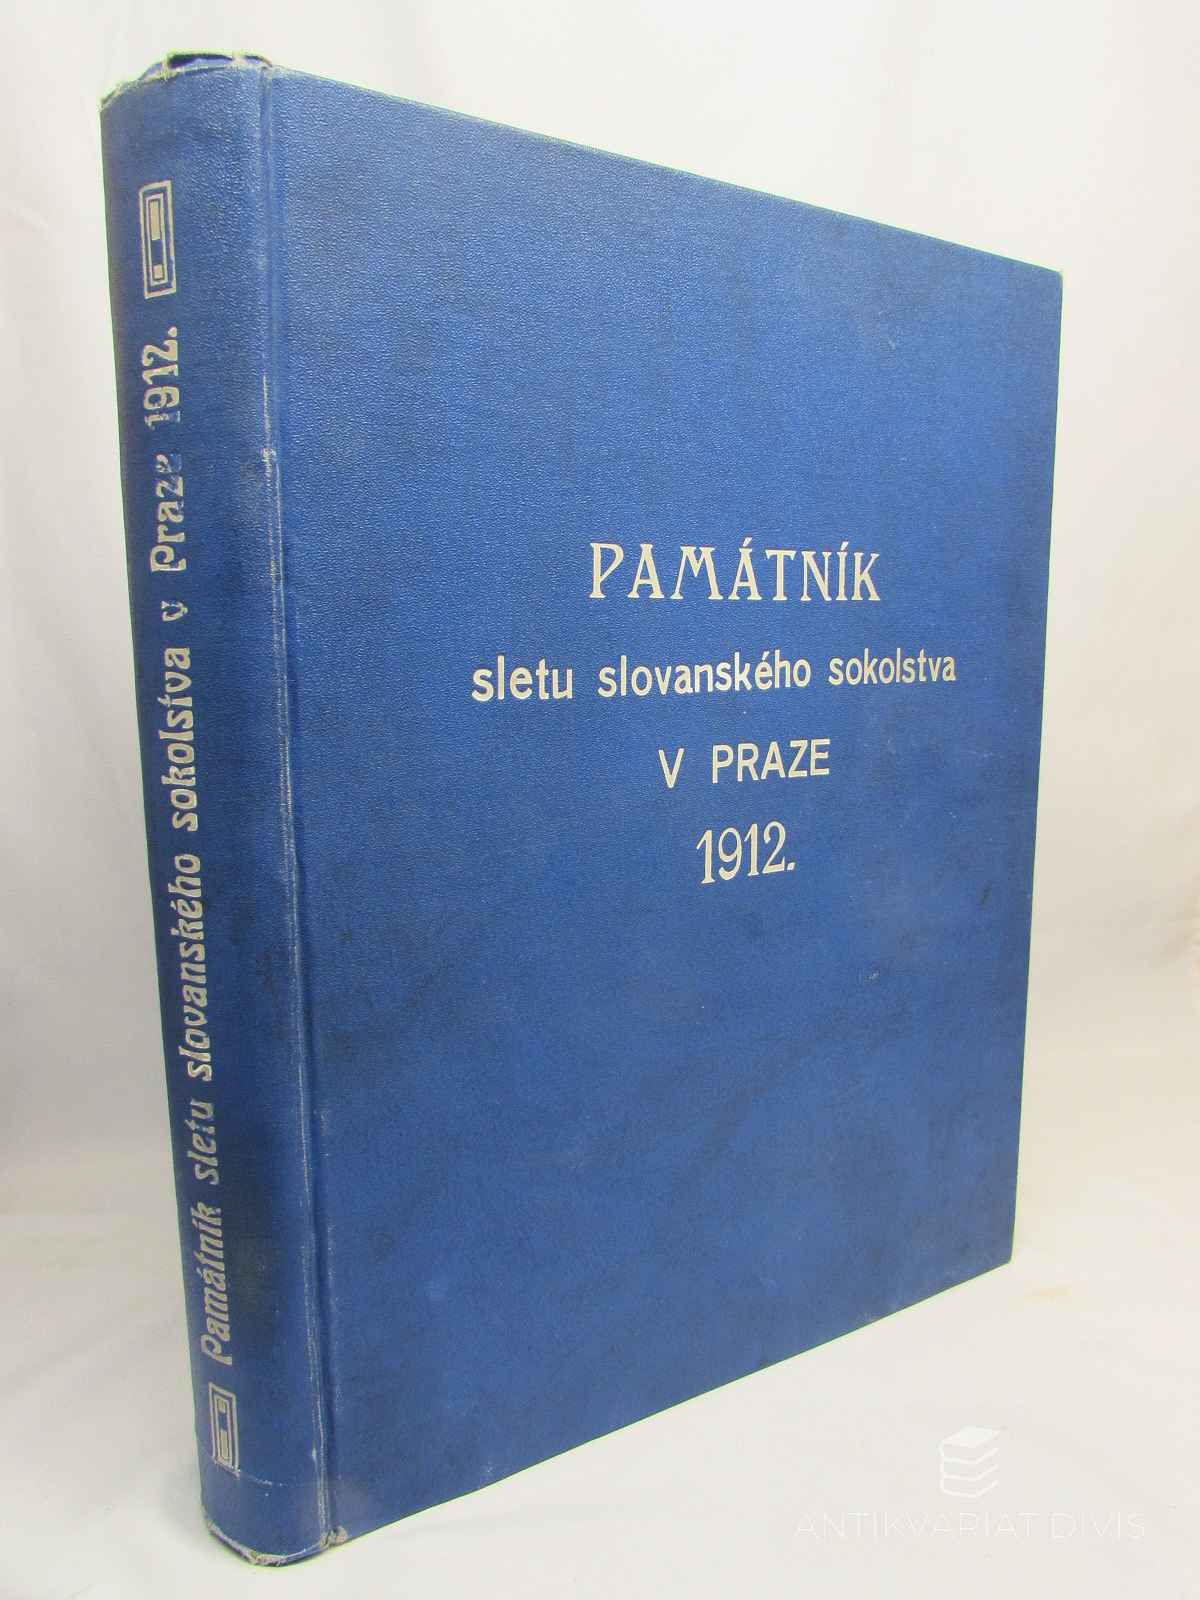 Památník sletu slovanského sokolstva v Praze 1912.
PAMÁTNÍK
sletu slovanského sokolstva
V PRAZE
1912.
ANTIKVARIAT DIVIS